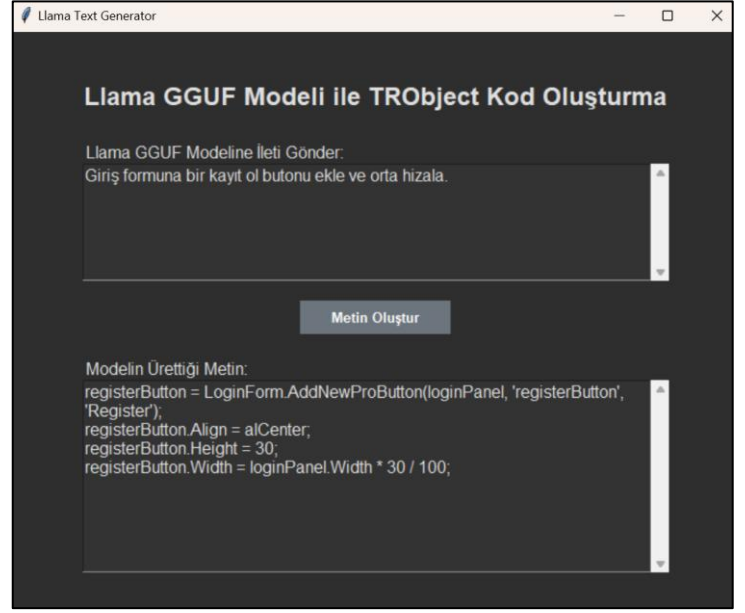 Llama Text Generator
Llama GGUF Modeli ile TRObject Kod Oluşturma
Llama GGUF Modeline İleti Gönder:
Giriş formuna bir kayıt ol butonu ekle ve orta hizala.
Metin Oluştur
Modelin Ürettiği Metin:
registerButton = LoginForm.AddNewProButton(loginPanel, 'registerButton',
'Register');
registerButton.Align = alCenter;
registerButton.Height = 30;
registerButton.Width = loginPanel.Width * 30 / 100;